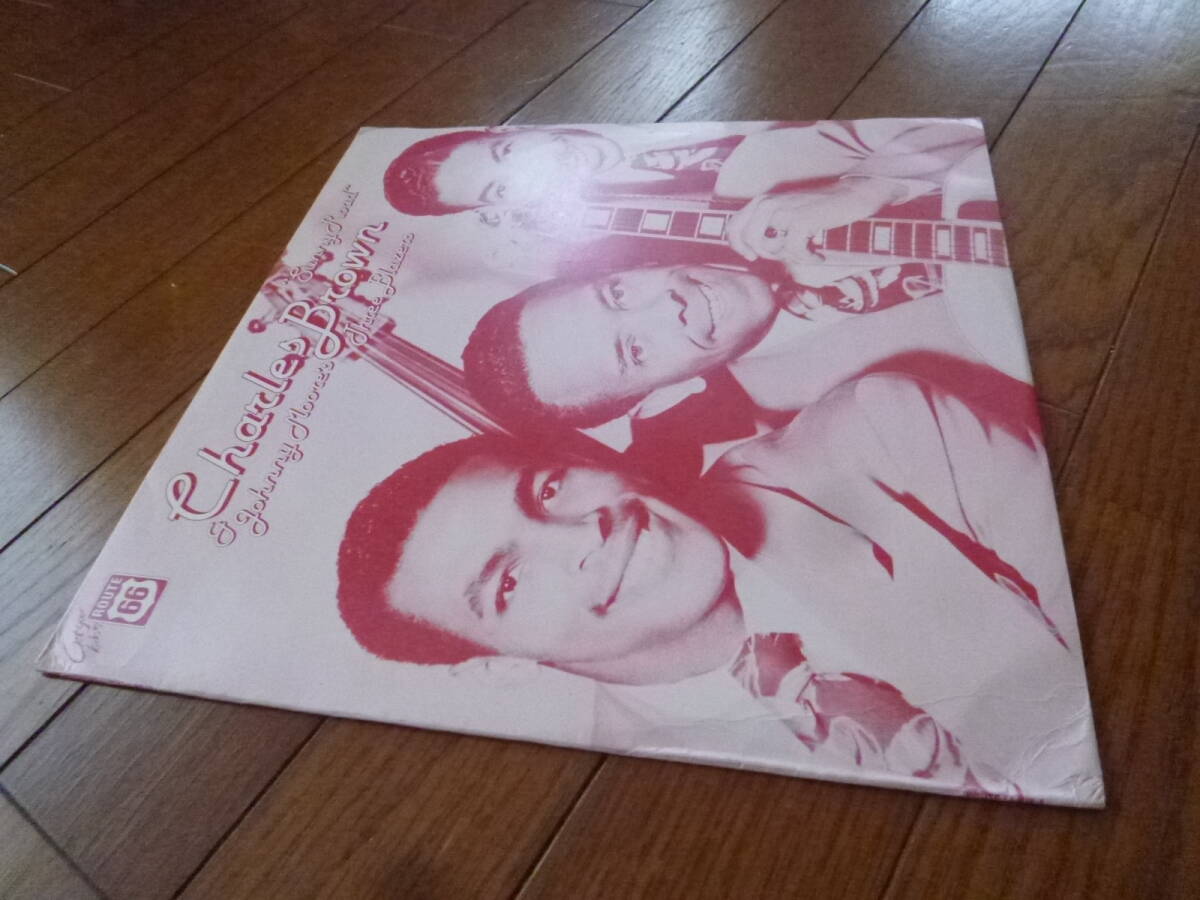 "Sunny Road"
Charles Brown
& Johnny Moore's Three Blazers
ROUTE
66